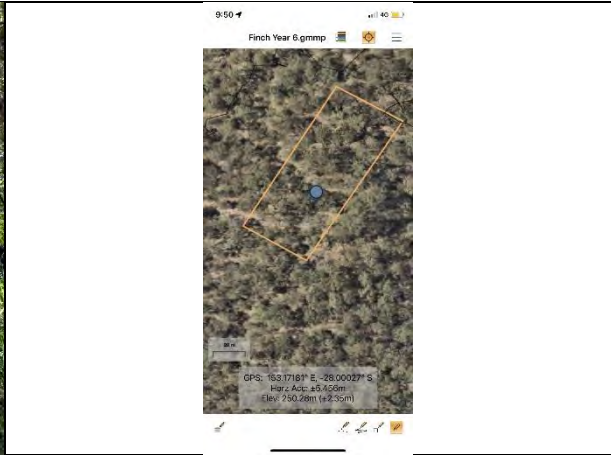 9:50
4G
Finch Year 6.gmmp
GPS: 153.17181° E, -28.00027° S
Horz Acc: ±5.456m
Elev: 250.28m (±2.35m)